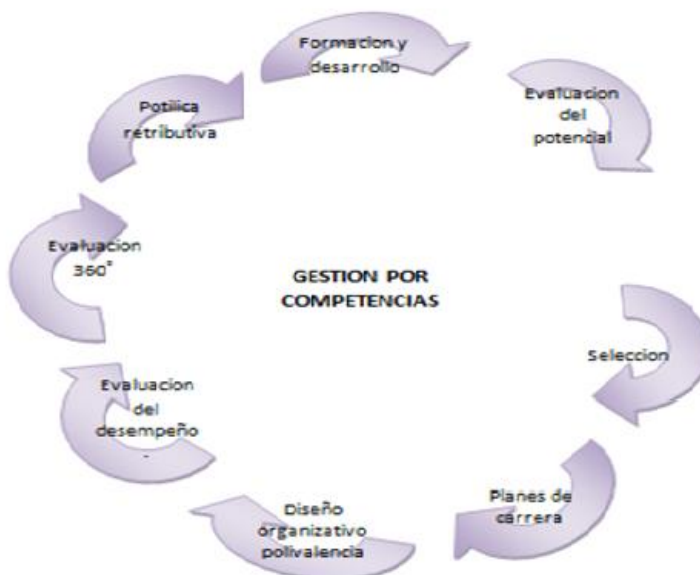 Formacion y
desarrollo
Evaluacion
del
potencial
Seleccion
Planes de
carrera
Diseño
organizativo
polivalencia
Evaluacion
del
desempeño
-
Evaluacion
360°
Potilica
retributiva
GESTION POR
COMPETENCIAS